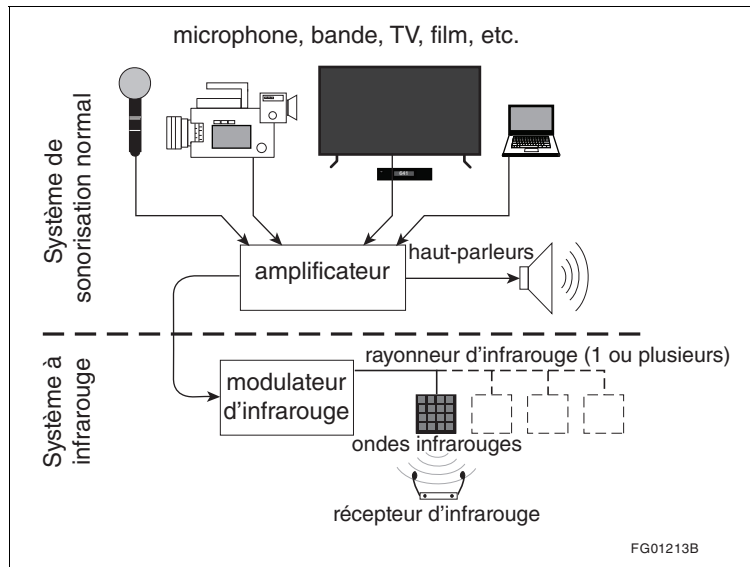 microphone, bande, TV, film, etc.
Système de
sonorisation normal
641
amplificateur
haut-parleurs
Système à
infrarouge
rayonneur d'infrarouge (1 ou plusieurs)
modulateur
d'infrarouge
ondes infrarouges
récepteur d'infrarouge
FG01213B